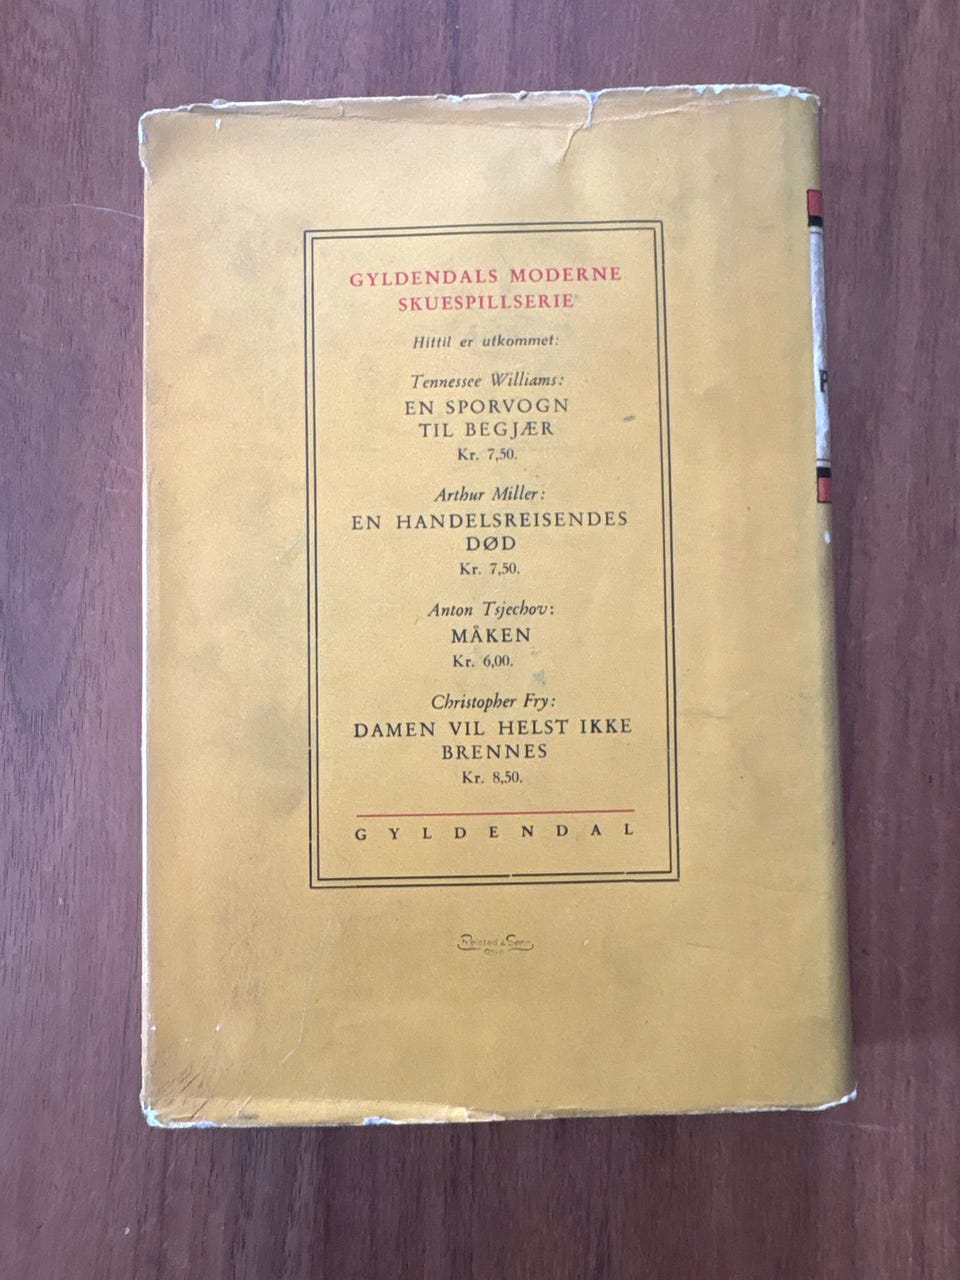 GYLDENDALS MODERNE
SKUESPILLSERIE
Hittil er utkommet:
Tennessee Williams:
EN SPORVOGN
TIL BEGJÆR
Kr. 7,50.
Arthur Miller:
EN HANDELSREISENDES
DØD
Kr. 7,50.
Anton Tsjechov:
MÅKEN
Kr. 6,00.
Christopher Fry:
DAMEN VIL HELST IKKE
BRENNES
Kr. 8,50.
GYLDENDAL